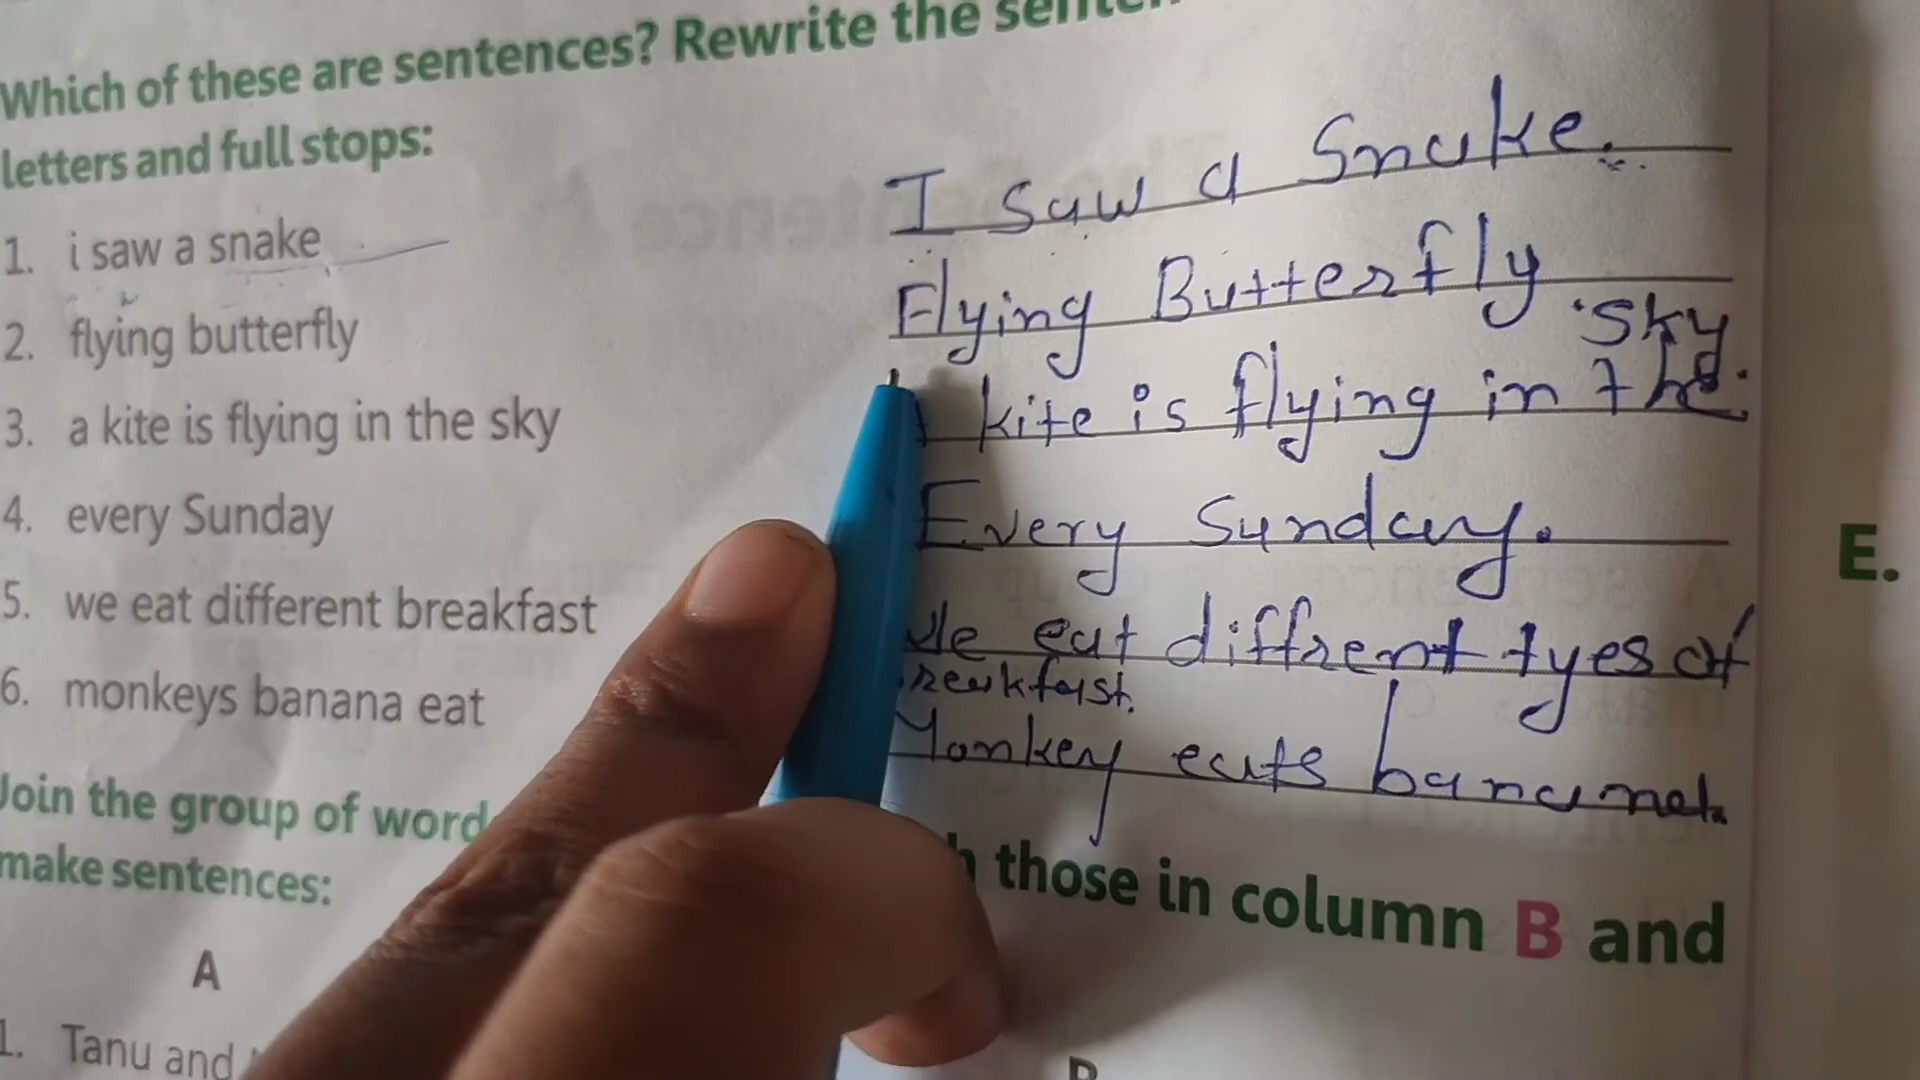 Which of these are sentences? Rewrite the
letters and full stops:
1. i saw a snake
I saw a Snake.
2. flying butterfly
Flying Butterfly
3. a kite is flying in the sky
kite is flying in the sky.
4. every Sunday
Every Sunday.
5. we eat different breakfast
We eat diffrent tyes of
breakfast.
6. monkeys banana eat
Monkey eats
Join the group of
those in column B and
make sentences:
A
E.
1. Tanu and